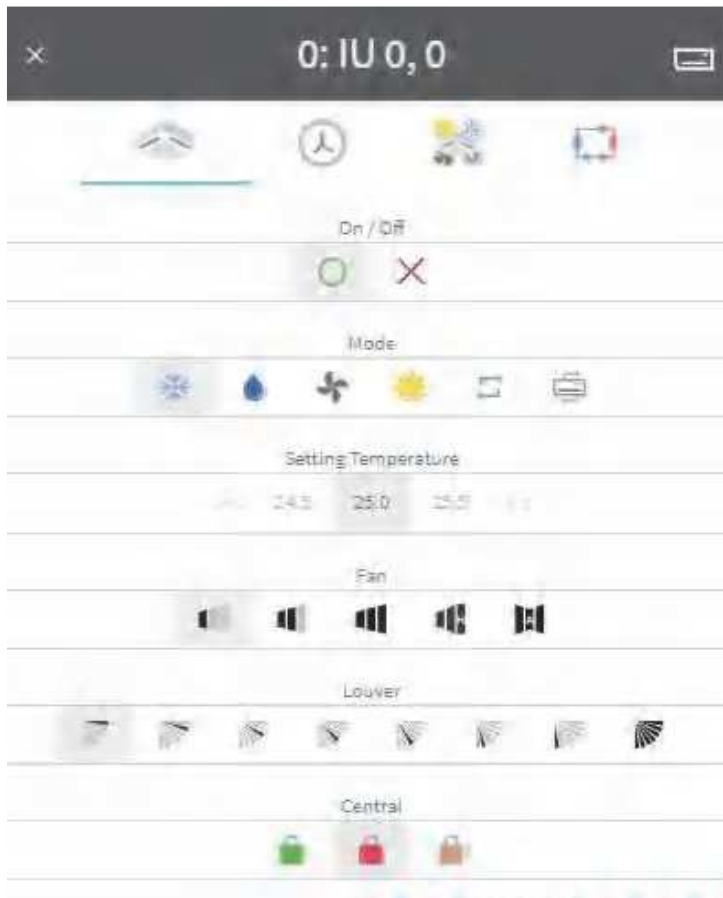 0: IU 0, 0
On / Off
Mode
Setting Temperature
24.5 25.0 25.5
Fan
Louver
Central